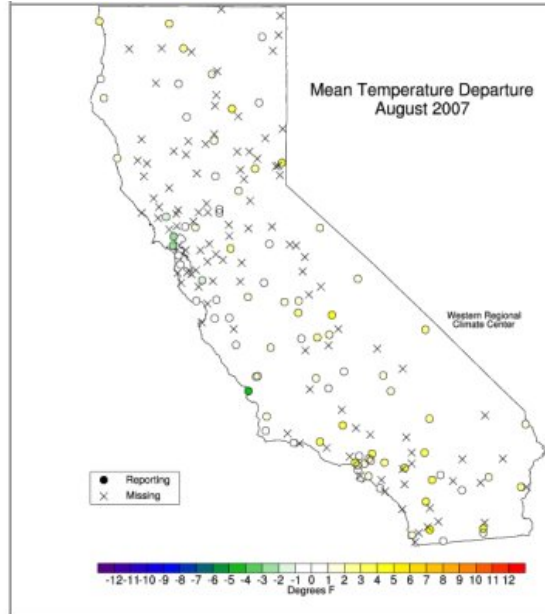 Mean Temperature Departure
August 2007
Western Regional
Climate Center
Reporting
Missing
-12 -11 -10 -9 -8 -7 -6 -5 -4 -3 -2 -1 0 1 2 3 4 5 6 7 8 9 10 11 12
Degrees F